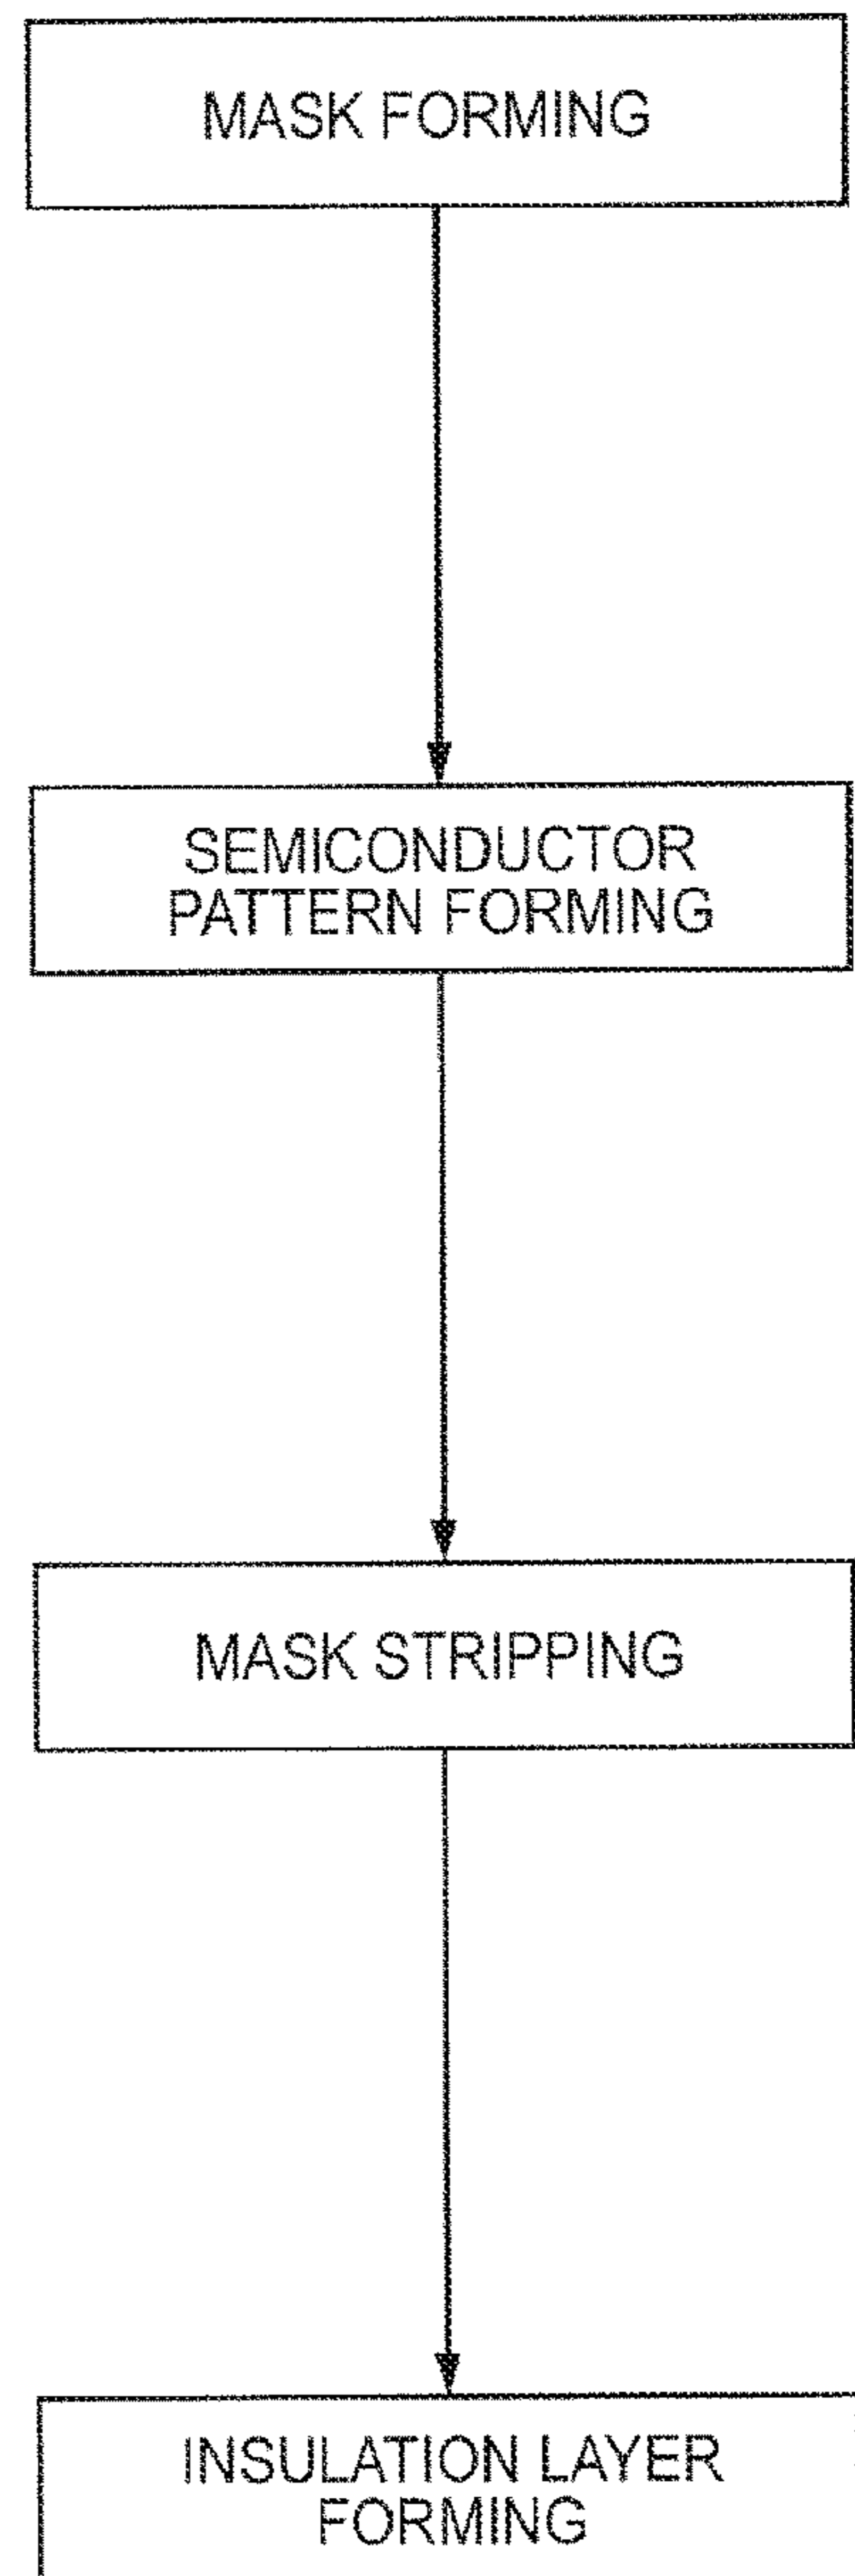 MASK FORMING
SEMICONDUCTOR
PATTERN FORMING
MASK STRIPPING
INSULATION LAYER
FORMING